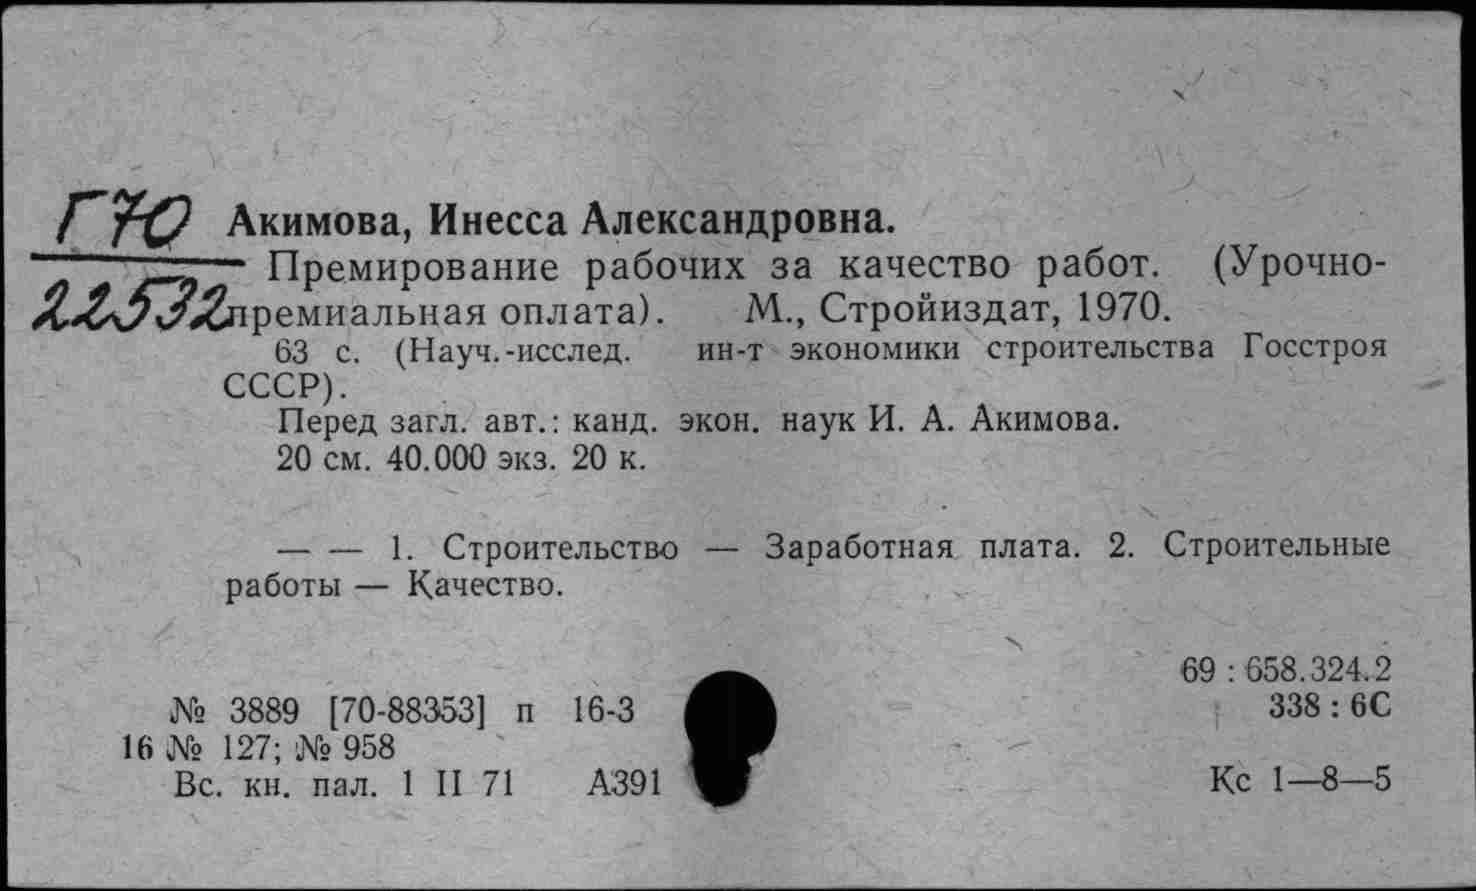 Г70 Акимова, Инесса Александровна.
Премирование рабочих за качество работ. (Урочно-
22532 премиальная оплата). М., Стройиздат, 1970.
63 с. (Науч.-исслед. ин-т экономики строительства Госстроя
СССР).
Перед загл. авт.: канд. экон. наук И. А. Акимова.
20 см. 40.000 экз. 20 к.
— — 1. Строительство — Заработная плата. 2. Строительные
работы — Качество.
69 : 658.324.2
№ 3889 [70-88353] п 16-3 338 : 6С
16 № 127; № 958
Вс. кн. пал. 1 II 71 А391 Кс 1—8—5